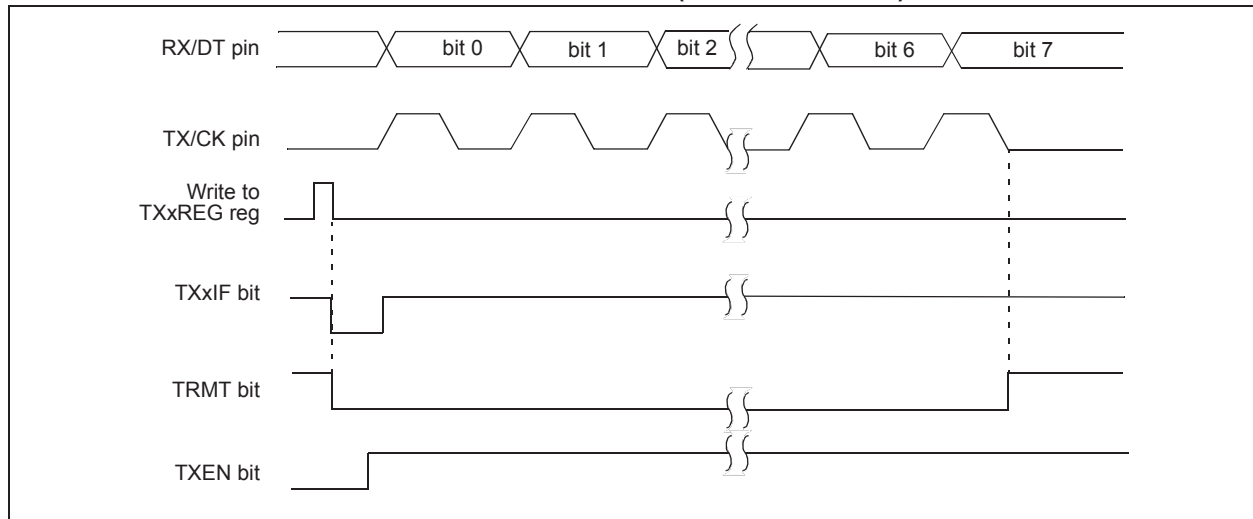 RX/DT pin
bit 0
bit 1
bit 2
bit 6
bit 7
TX/CK pin
Write to
TXxREG reg
TXxIF bit
TRMT bit
TXEN bit